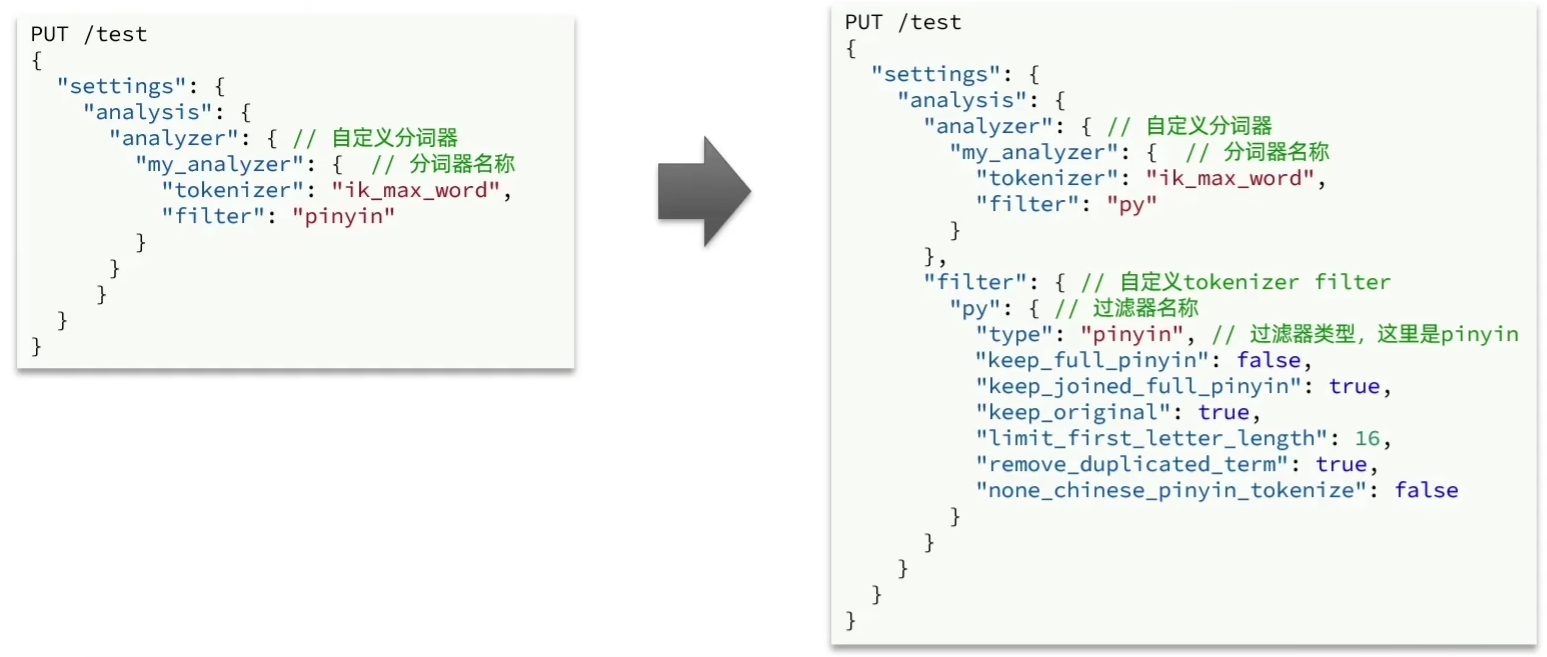 PUT /test
{
  "settings": {
    "analysis": {
      "analyzer": { // 自定义分词器
        "my_analyzer": {  // 分词器名称
          "tokenizer": "ik_max_word",
          "filter": "pinyin"
        }
      }
     }
  }
}
PUT /test
{
  "settings": {
    "analysis": {
      "analyzer": { // 自定义分词器
        "my_analyzer": {  // 分词器名称
          "tokenizer": "ik_max_word",
          "filter": "py"
        }
      },
      "filter": { // 自定义tokenizer filter
        "py": { // 过滤器名称
          "type": "pinyin", // 过滤器类型，这里是pinyin
          "keep_full_pinyin": false,
          "keep_joined_full_pinyin": true,
          "keep_original": true,
          "limit_first_letter_length": 16,
          "remove_duplicated_term": true,
          "none_chinese_pinyin_tokenize": false
        }
      }
    }
  }
}